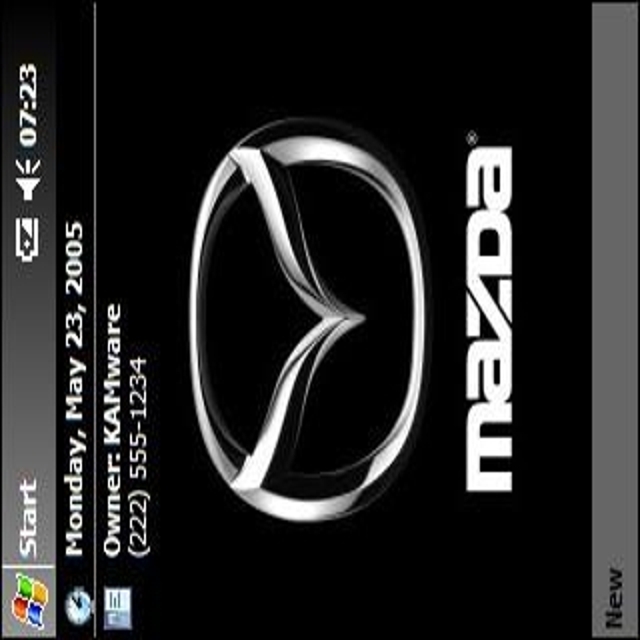 Start 07:23
Monday, May 23, 2005
Owner: KAMware
(222) 555-1234
mazDa®
New